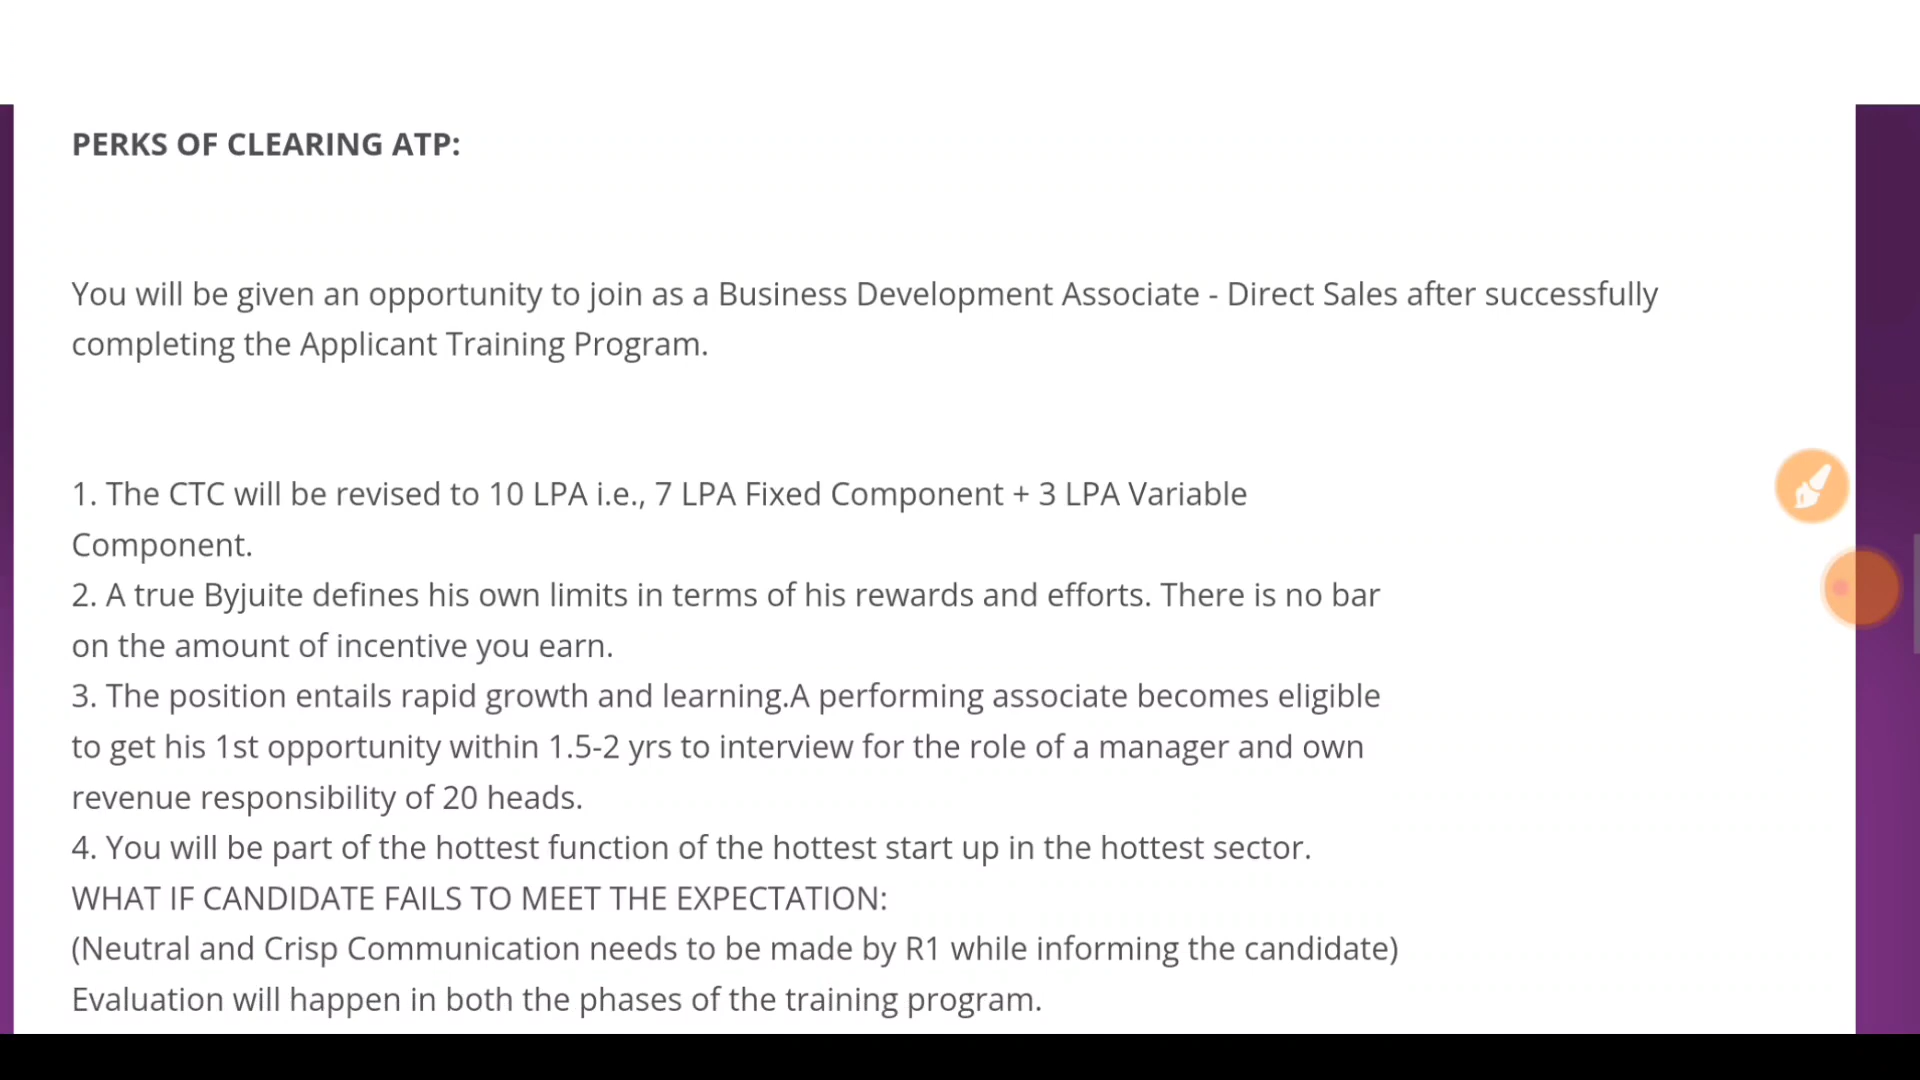 PERKS OF CLEARING ATP:
You will be given an opportunity to join as a Business Development Associate - Direct Sales after successfully
completing the Applicant Training Program.
1. The CTC will be revised to 10 LPA i.e., 7 LPA Fixed Component + 3 LPA Variable
Component.
2. A true Byjuite defines his own limits in terms of his rewards and efforts. There is no bar
on the amount of incentive you earn.
3. The position entails rapid growth and learning.A performing associate becomes eligible
to get his 1st opportunity within 1.5-2 yrs to interview for the role of a manager and own
revenue responsibility of 20 heads.
4. You will be part of the hottest function of the hottest start up in the hottest sector.
WHAT IF CANDIDATE FAILS TO MEET THE EXPECTATION:
(Neutral and Crisp Communication needs to be made by R1 while informing the candidate)
Evaluation will happen in both the phases of the training program.